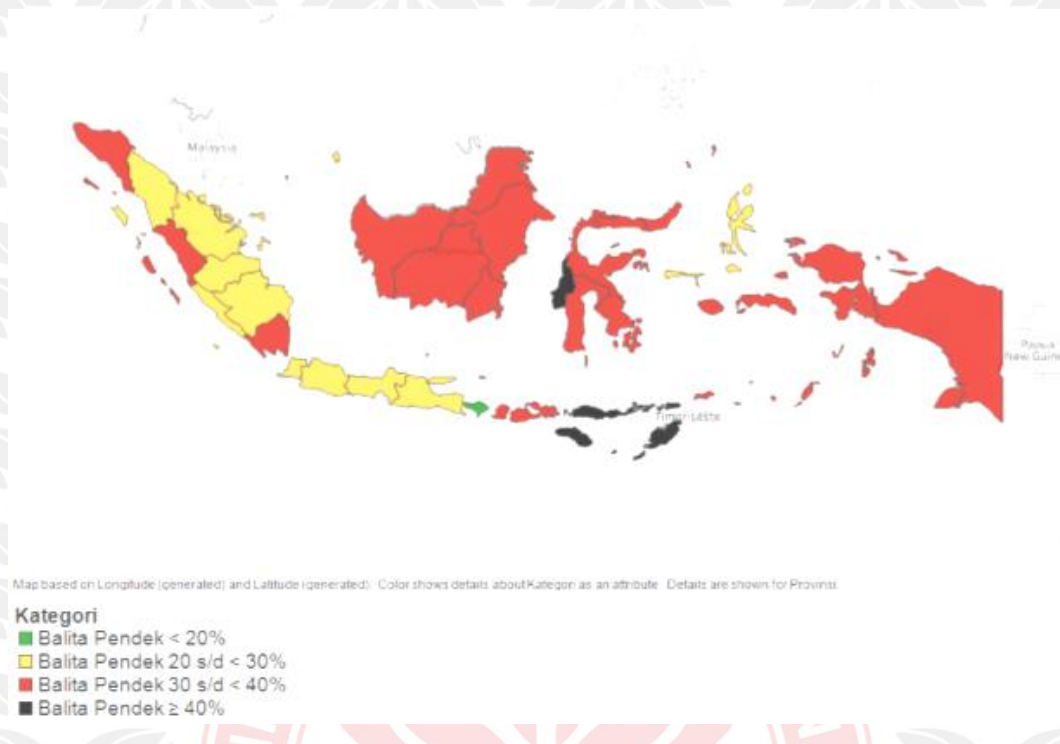 Malaysia
Papua
New Guinea
Timor-Leste
Map based on Longitude (generated) and Latitude (generated). Color shows details about Kategori as an attribute. Details are shown for Provinsi.
Kategori
Balita Pendek < 20%
Balita Pendek 20 s/d < 30%
Balita Pendek 30 s/d < 40%
Balita Pendek ≥ 40%